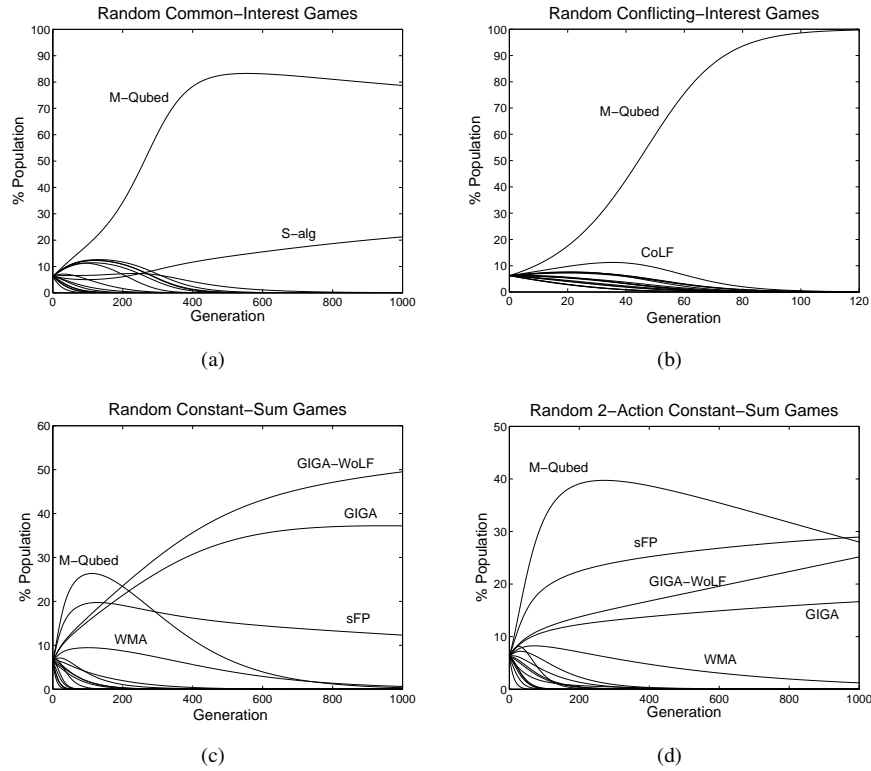 Random Common−Interest Games
100
90
80
70
60
50
40
30
20
10
0
% Population
M−Qubed
S−alg
0 200 400 600 800 1000
Generation
(a)
Random Conflicting−Interest Games
100
90
80
70
60
50
40
30
20
10
0
% Population
M−Qubed
CoLF
0 20 40 60 80 100 120
Generation
(b)
Random Constant−Sum Games
60
50
40
30
20
10
0
% Population
GIGA−WoLF
GIGA
M−Qubed
sFP
WMA
0 200 400 600 800 1000
Generation
(c)
Random 2−Action Constant−Sum Games
50
40
30
20
10
0
% Population
M−Qubed
sFP
GIGA−WoLF
GIGA
WMA
0 200 400 600 800 1000
Generation
(d)